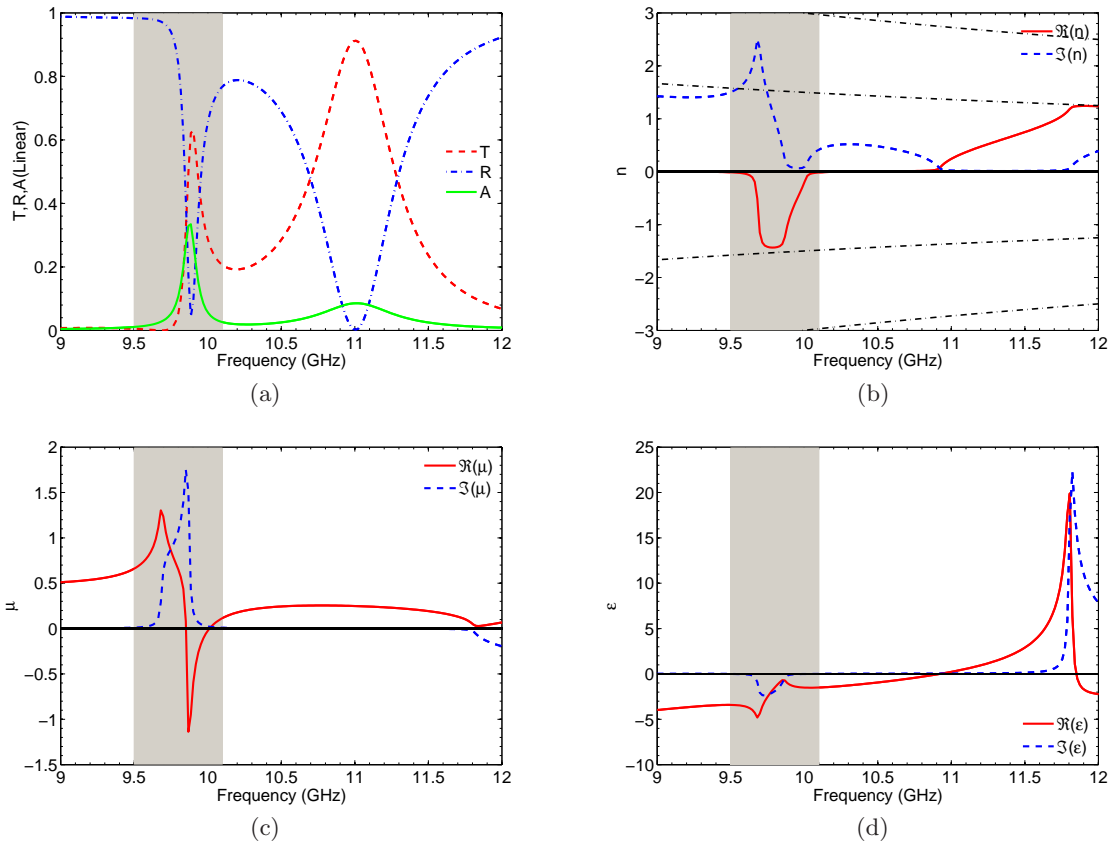 1
0.8
0.6
0.4
0.2
0
T,R,A(Linear)
T
R
A
9 9.5 10 10.5 11 11.5 12
Frequency (GHz)
(a)
3
2
1
0
−1
−2
−3
n
ℜ(n)
ℑ(n)
9 9.5 10 10.5 11 11.5 12
Frequency (GHz)
(b)
2
1.5
1
0.5
0
−0.5
−1
−1.5
μ
ℜ(μ)
ℑ(μ)
9 9.5 10 10.5 11 11.5 12
Frequency (GHz)
(c)
25
20
15
10
5
0
−5
−10
ε
ℜ(ε)
ℑ(ε)
9 9.5 10 10.5 11 11.5 12
Frequency (GHz)
(d)